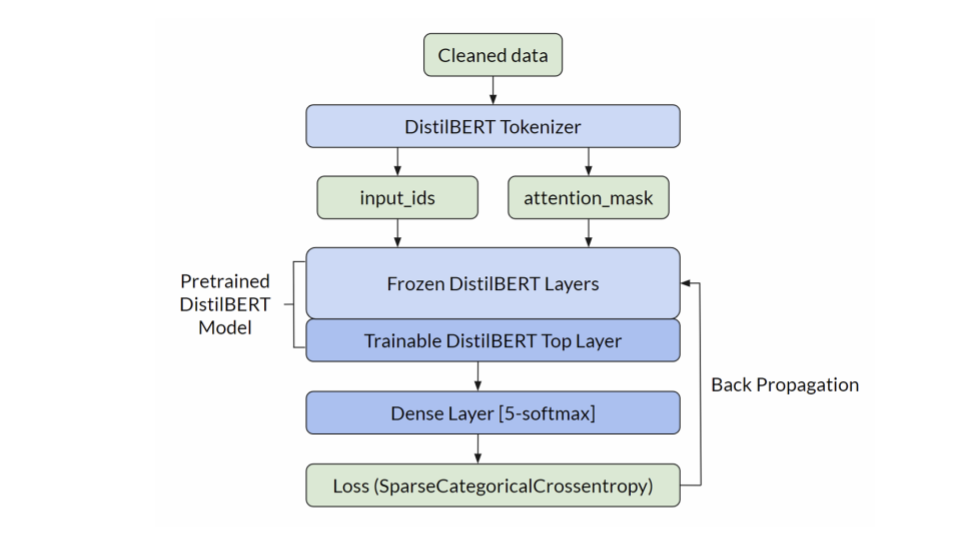 Cleaned data
DistilBERT Tokenizer
input_ids
attention_mask
Pretrained
DistilBERT
Model
Frozen DistilBERT Layers
Trainable DistilBERT Top Layer
Back Propagation
Dense Layer [5-softmax]
Loss (SparseCategoricalCrossentropy)